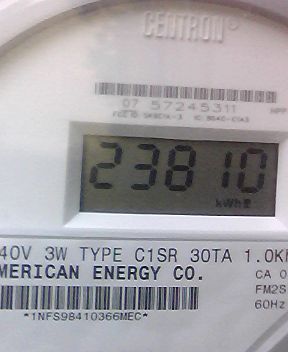 CENTRON®
07 57245311
23810
kWh
40V 3W TYPE C1SR 30TA 1.0K
MERICAN ENERGY CO.
CA 0
FM2S
60Hz
*1NFS98410366MEC*